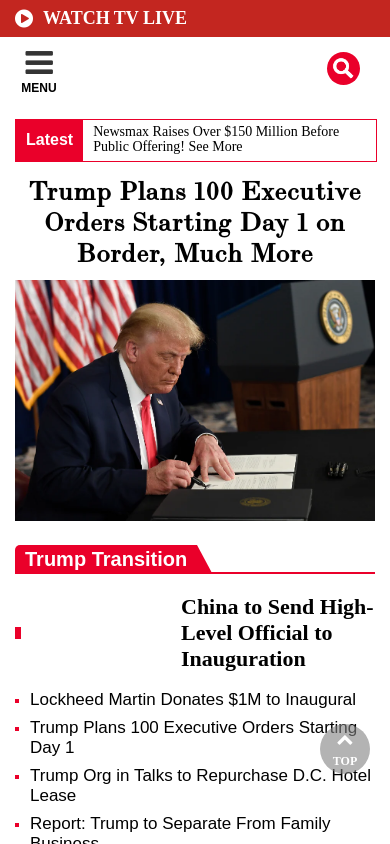 WATCH TV LIVE
MENU
Latest
Newsmax Raises Over $150 Million Before
Public Offering! See More
Trump Plans 100 Executive
Orders Starting Day 1 on
Border, Much More
Trump Transition
China to Send High-
Level Official to
Inauguration
Lockheed Martin Donates $1M to Inaugural
Trump Plans 100 Executive Orders Starting
Day 1
TOP
Trump Org in Talks to Repurchase D.C. Hotel
Lease
Report: Trump to Separate From Family
Business